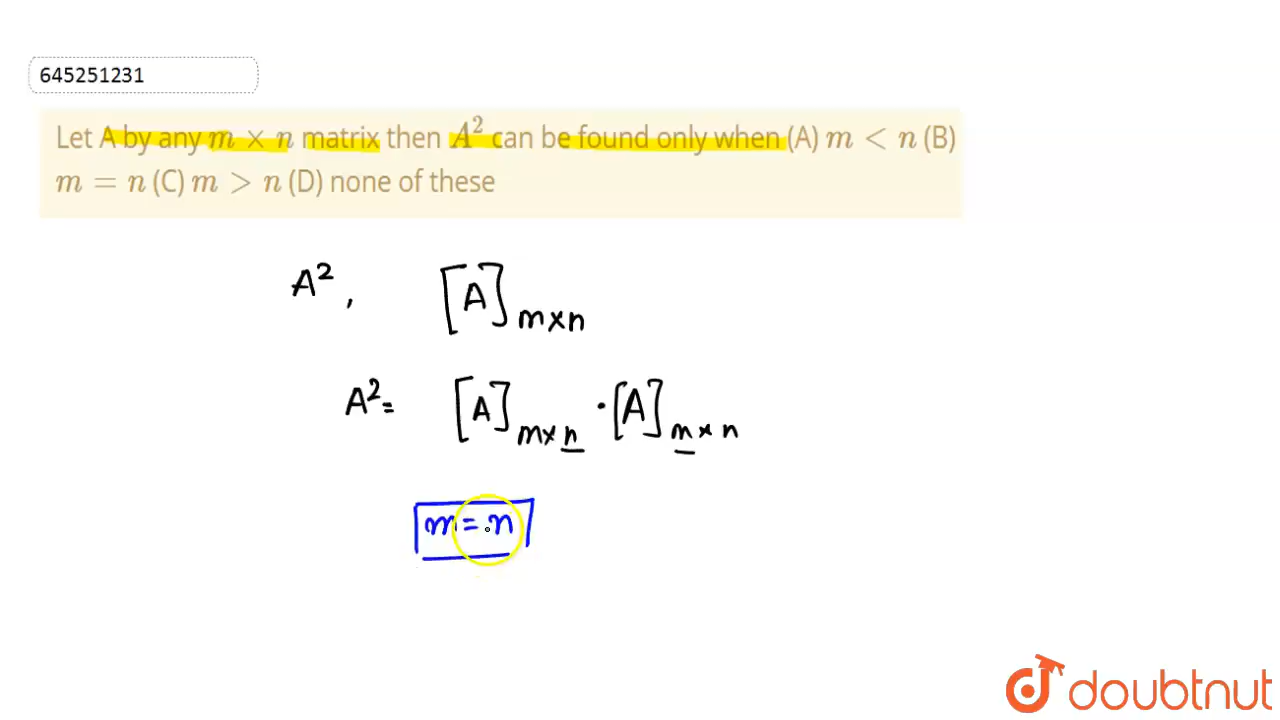 645251231
Let A by any m × n matrix then A² can be found only when (A) m < n (B)
m = n (C) m > n (D) none of these
A² , [A]m×n
A² = [A]m×n · [A]m×n
m = n
doubtnut